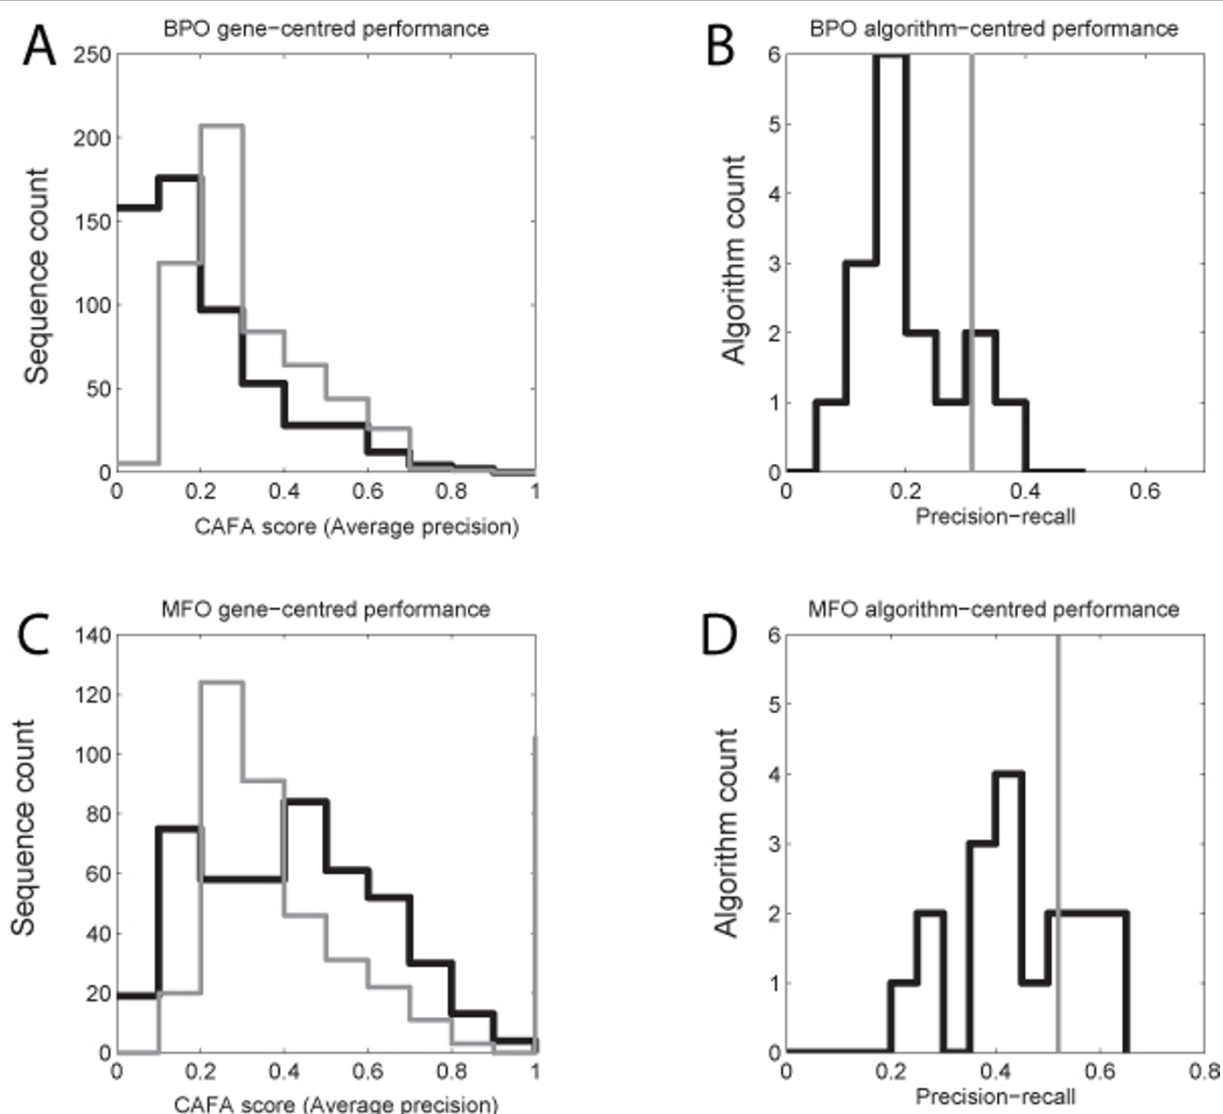 A
BPO gene−centred performance
250
200
150
100
50
0
Sequence count
0 0.2 0.4 0.6 0.8 1
CAFA score (Average precision)
B
BPO algorithm−centred performance
6
5
4
3
2
1
0
Algorithm count
0 0.2 0.4 0.6
Precision−recall
C
MFO gene−centred performance
140
120
100
80
60
40
20
0
Sequence count
0 0.2 0.4 0.6 0.8 1
CAFA score (Average precision)
D
MFO algorithm−centred performance
6
5
4
3
2
1
0
Algorithm count
0 0.2 0.4 0.6 0.8
Precision−recall